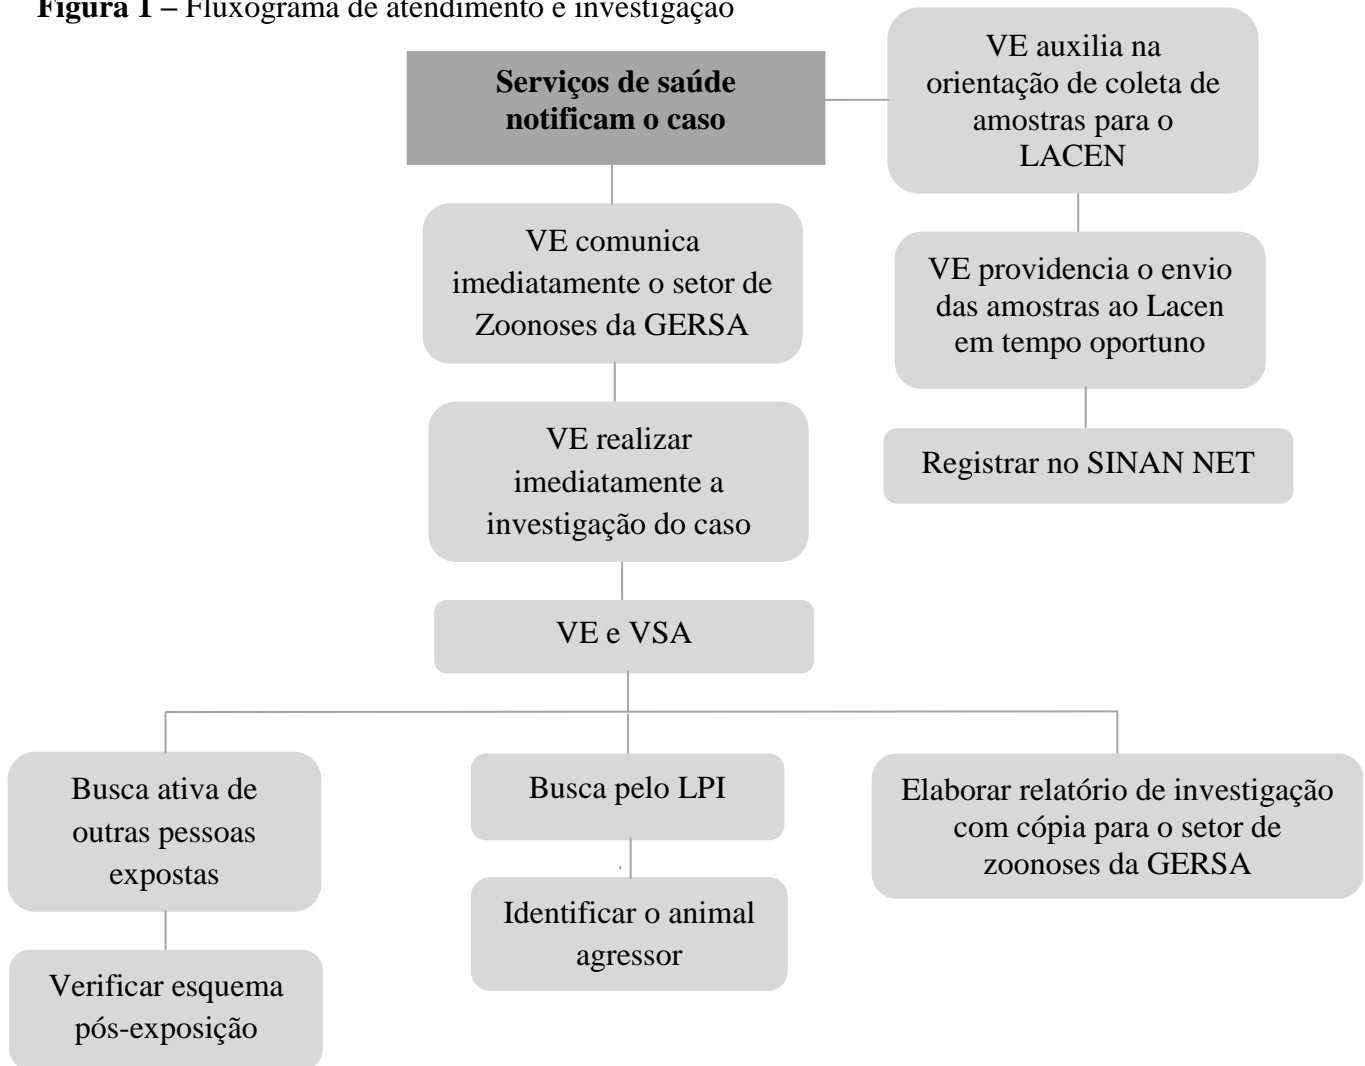 Figura 1 – Fluxograma de atendimento e investigação
Serviços de saúde
notificam o caso
VE auxilia na
orientação de coleta de
amostras para o
LACEN
VE comunica
imediatamente o setor de
Zoonoses da GERSA
VE providencia o envio
das amostras ao Lacen
em tempo oportuno
VE realizar
imediatamente a
investigação do caso
Registrar no SINAN NET
VE e VSA
Busca ativa de
outras pessoas
expostas
Verificar esquema
pós-exposição
Busca pelo LPI
Identificar o animal
agressor
Elaborar relatório de investigação
com cópia para o setor de
zoonoses da GERSA